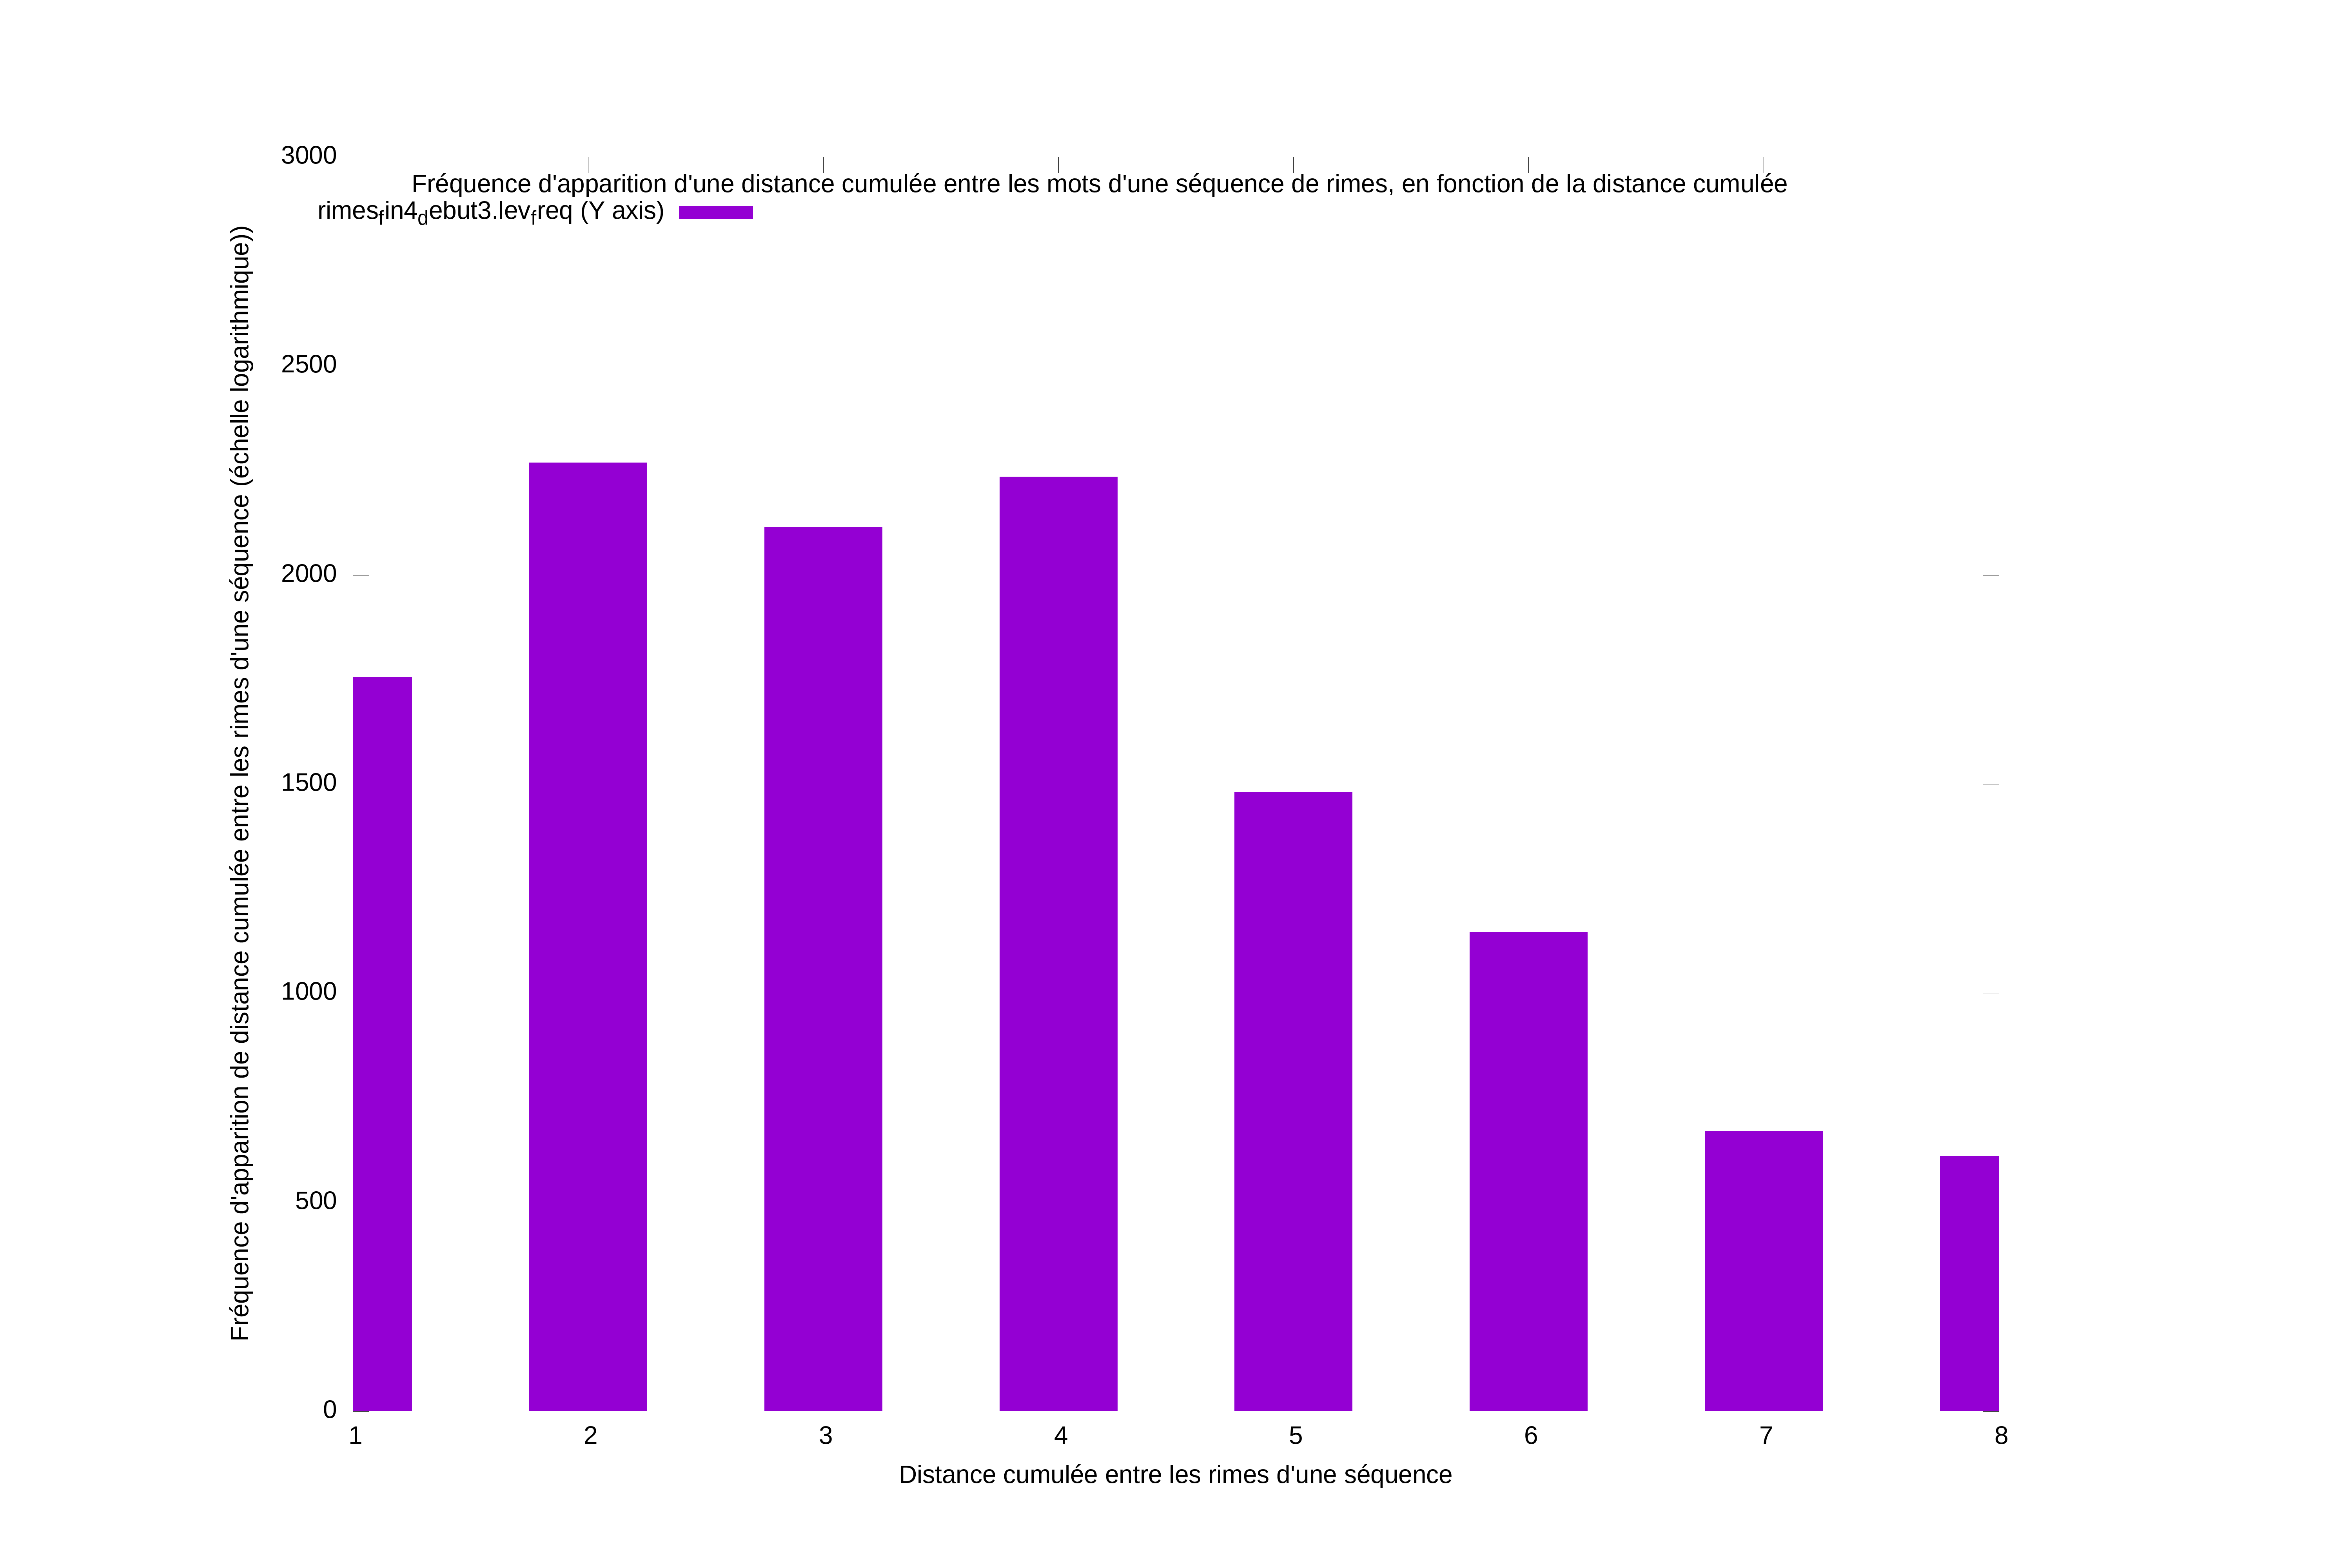 Fréquence d'apparition d'une distance cumulée entre les mots d'une séquence de rimes, en fonction de la distance cumulée
rimesfin4debut3.levfreq (Y axis)
Fréquence d'apparition de distance cumulée entre les rimes d'une séquence (échelle logarithmique))
3000
2500
2000
1500
1000
500
0
1 2 3 4 5 6 7 8
Distance cumulée entre les rimes d'une séquence